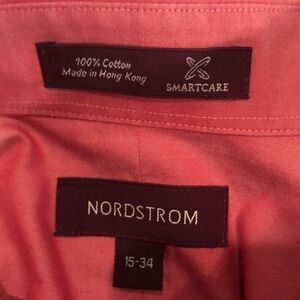 100% Cotton
Made in Hong Kong
SMARTCARE
NORDSTROM
15-34